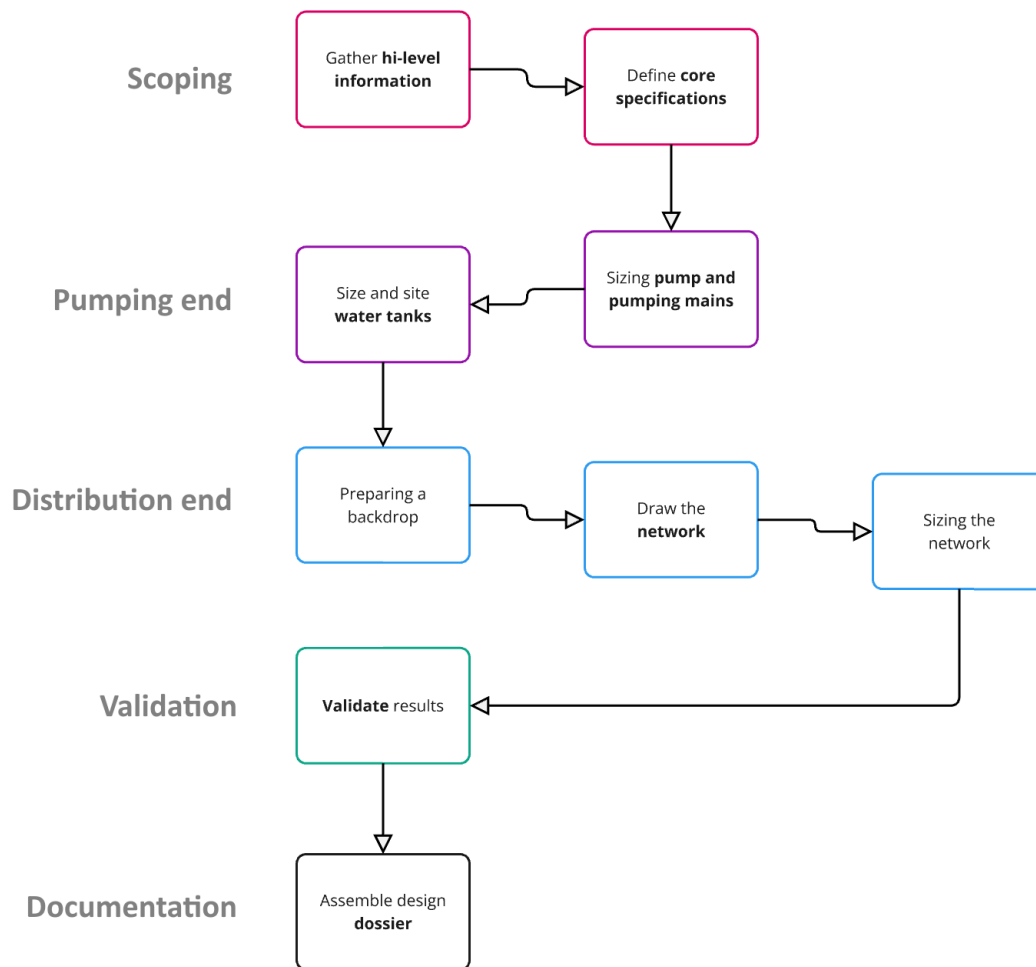 Scoping
Gather hi-level
information
Define core
specifications
Pumping end
Size and site
water tanks
Sizing pump and
pumping mains
Distribution end
Preparing a
backdrop
Draw the
network
Sizing the
network
Validation
Validate results
Documentation
Assemble design
dossier